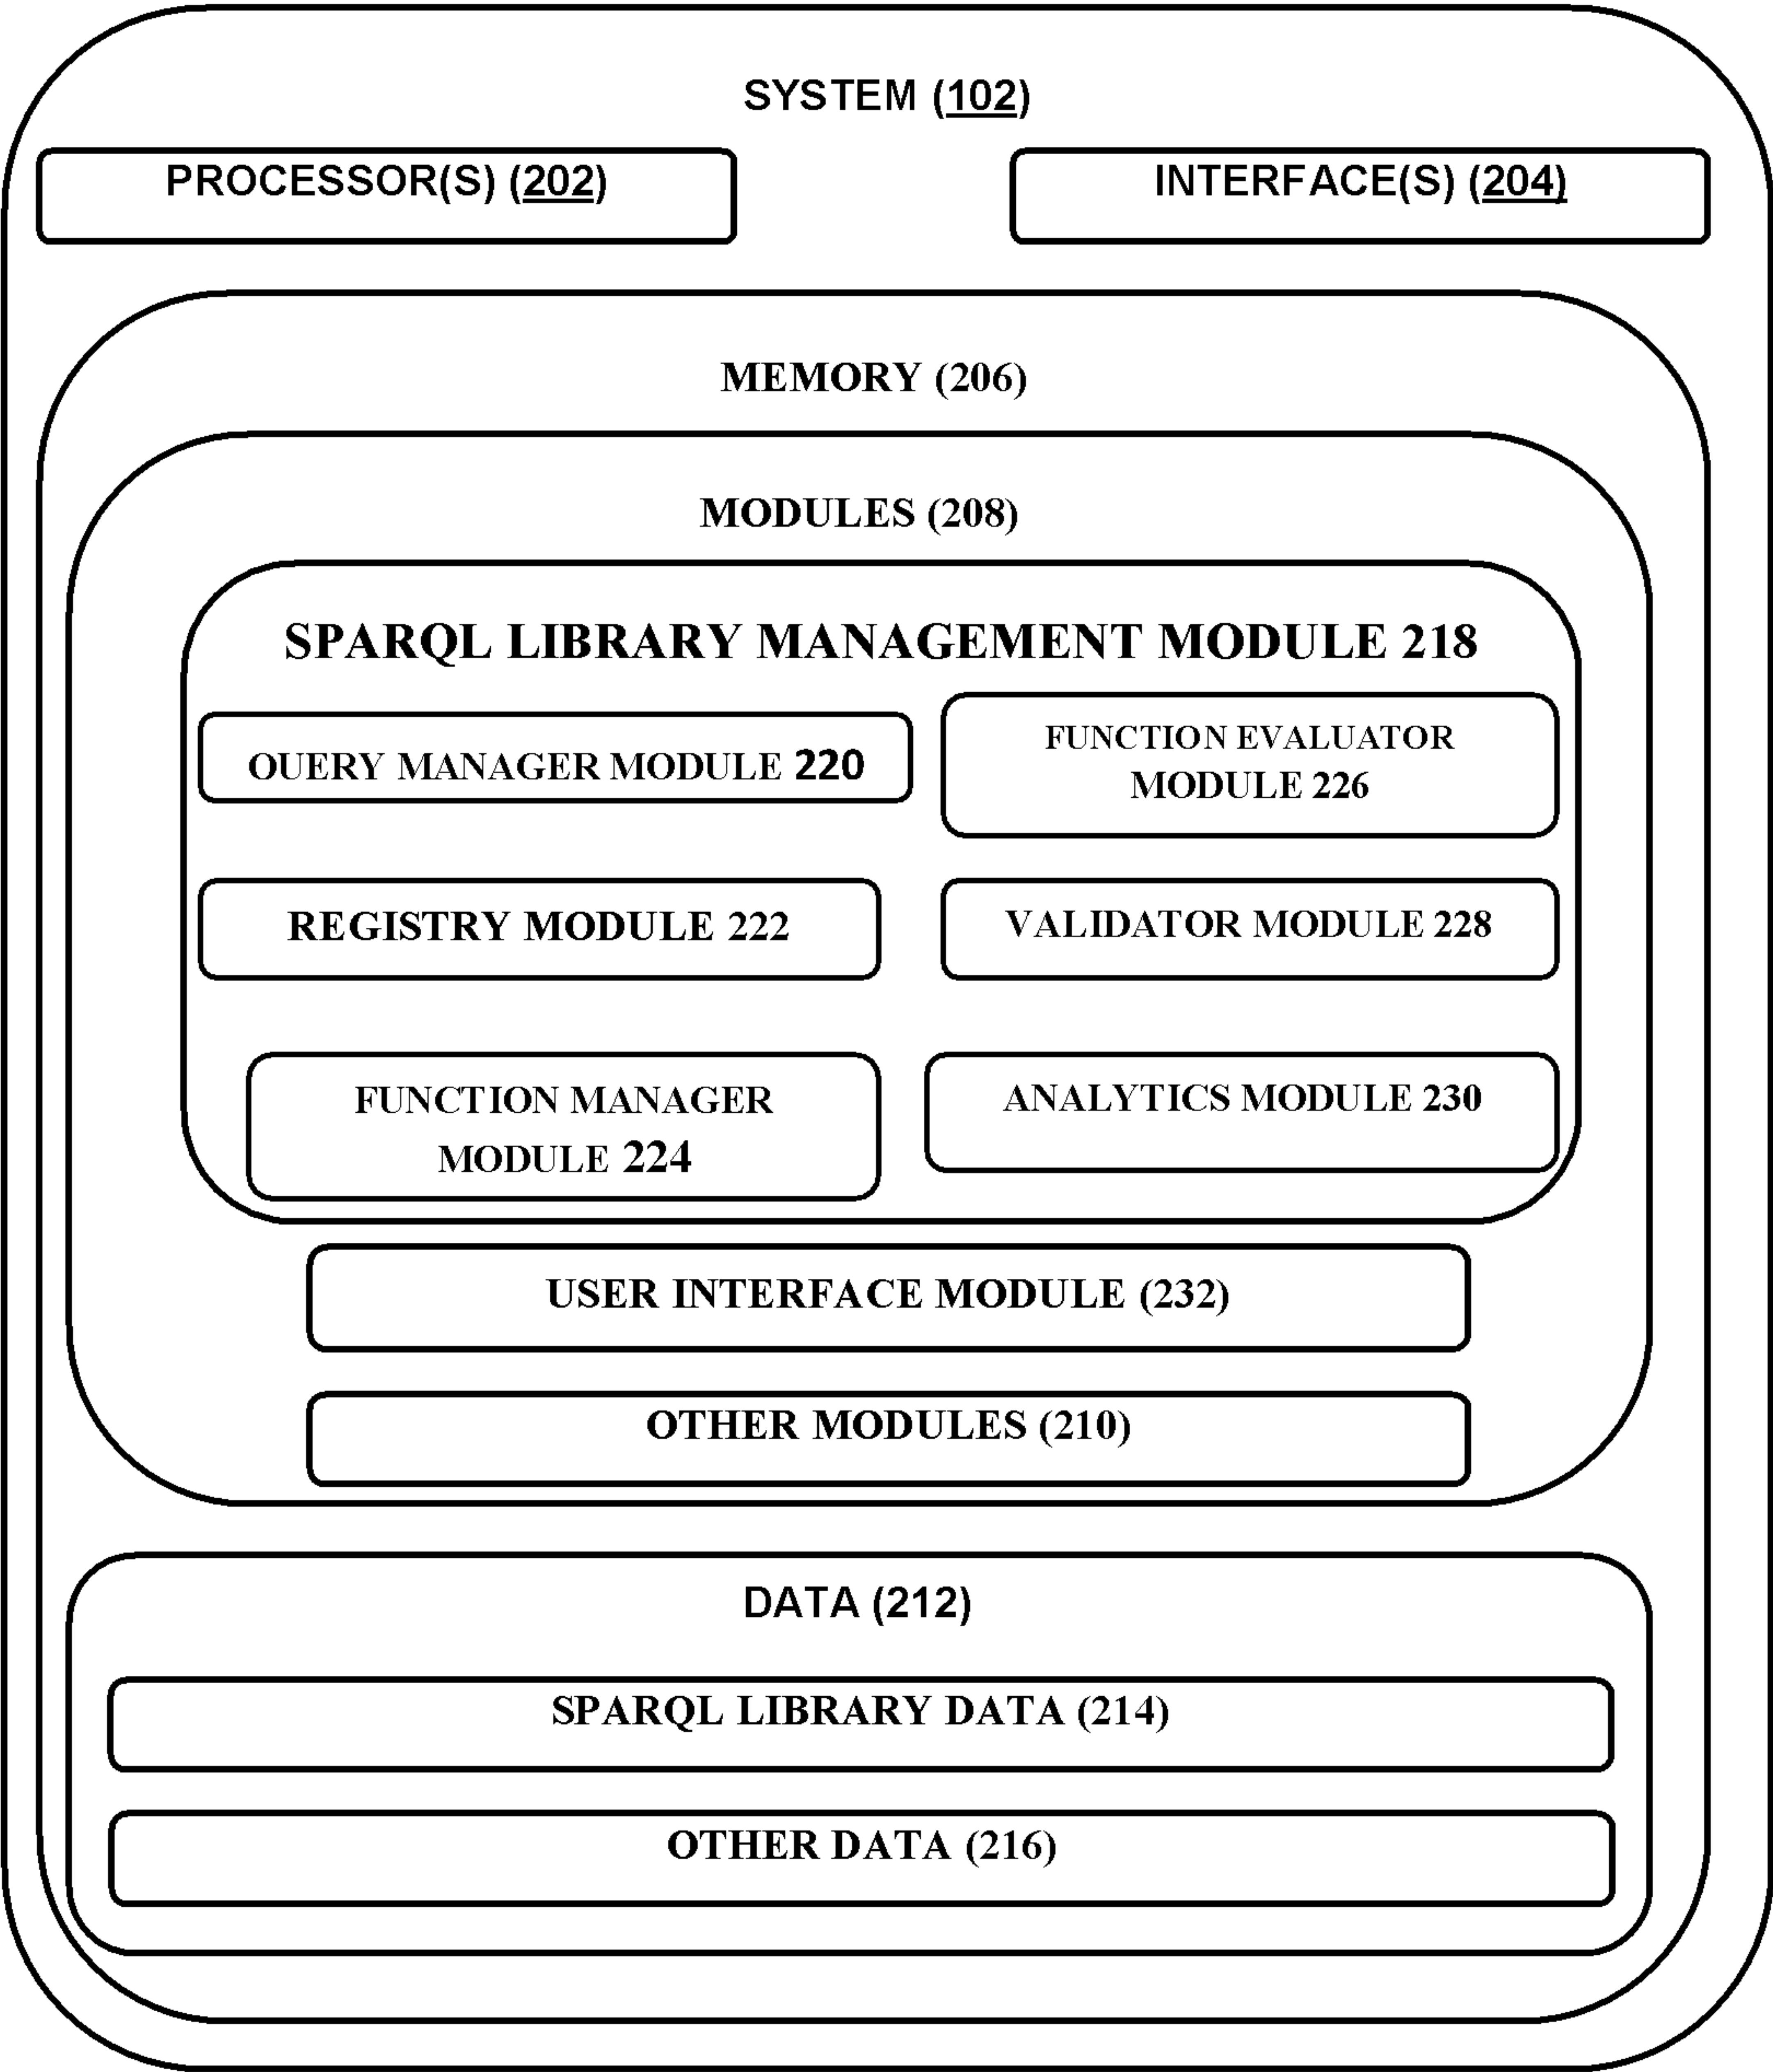 SYSTEM (102)
PROCESSOR(S) (202)
INTERFACE(S) (204)
MEMORY (206)
MODULES (208)
SPARQL LIBRARY MANAGEMENT MODULE 218
OUERY MANAGER MODULE 220
FUNCTION EVALUATOR
MODULE 226
REGISTRY MODULE 222
VALIDATOR MODULE 228
FUNCTION MANAGER
MODULE 224
ANALYTICS MODULE 230
USER INTERFACE MODULE (232)
OTHER MODULES (210)
DATA (212)
SPARQL LIBRARY DATA (214)
OTHER DATA (216)